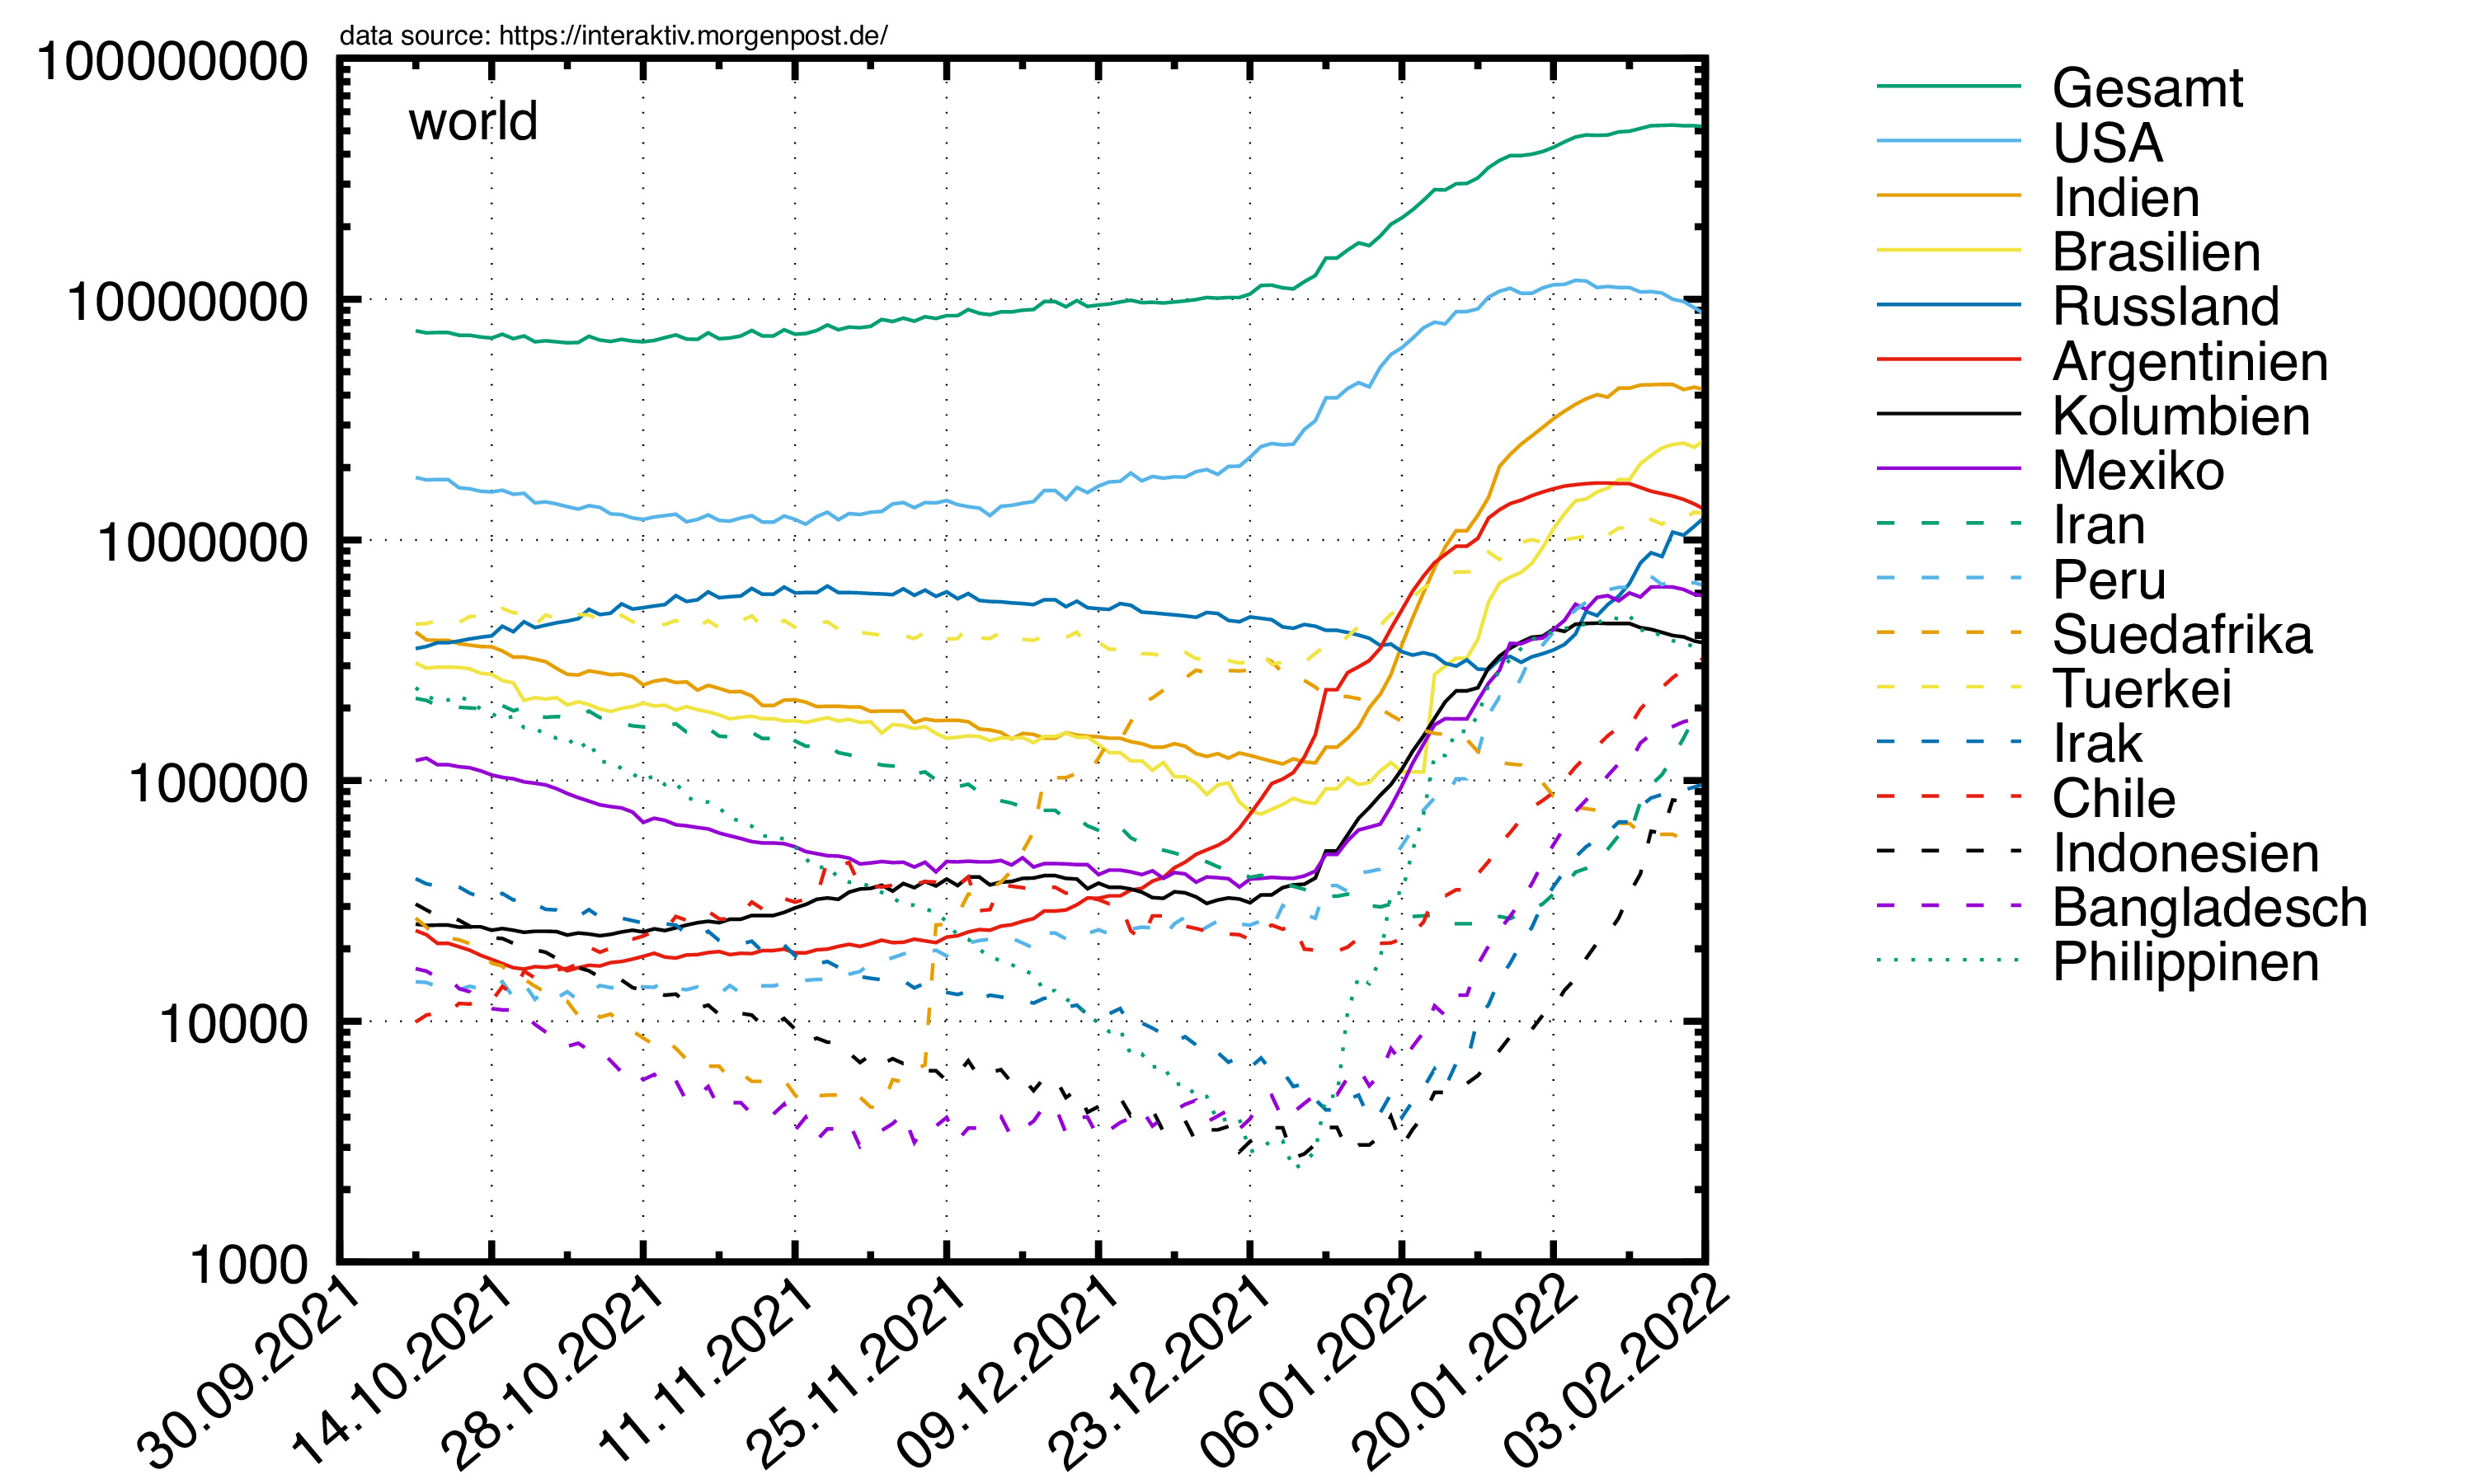 data source: https://interaktiv.morgenpost.de/
world
100000000
10000000
1000000
100000
10000
1000
30.09.2021
14.10.2021
28.10.2021
11.11.2021
25.11.2021
09.12.2021
23.12.2021
06.01.2022
20.01.2022
03.02.2022
Gesamt
USA
Indien
Brasilien
Russland
Argentinien
Kolumbien
Mexiko
Iran
Peru
Suedafrika
Tuerkei
Irak
Chile
Indonesien
Bangladesch
Philippinen